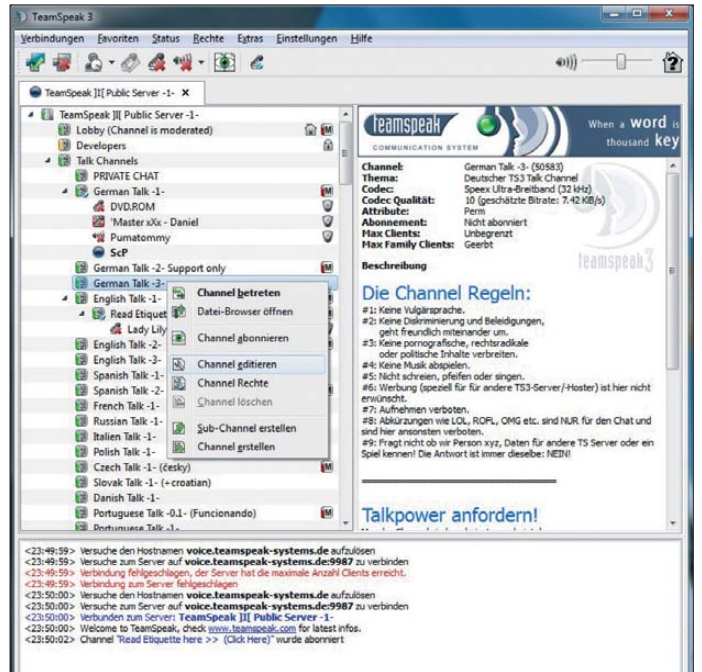 TeamSpeak 3
Verbindungen Favoriten Status Rechte Extras Einstellungen Hilfe
TeamSpeak ]I[ Public Server -1- X
TeamSpeak ]I[ Public Server -1-
Lobby (Channel is moderated)
Developers
Talk Channels
PRIVATE CHAT
German Talk -1-
DVD.ROM
'Master xXx - Daniel
Pumatommy
ScP
German Talk -2- Support only
German Talk -3-
English Talk -1-
Read Etiquet
Lady Lily
English Talk -2-
English Talk -3-
Spanish Talk -1-
Spanish Talk -2-
French Talk -1-
Russian Talk -1-
Italien Talk -1-
Polish Talk -1-
Czech Talk -1- (česky)
Slovak Talk -1- (+croatian)
Danish Talk -1-
Portuguese Talk -0.1- (Funcionando)
Portuguese Talk -1-
Channel betreten
Datei-Browser öffnen
Channel abonnieren
Channel editieren
Channel Rechte
Channel löschen
Sub-Channel erstellen
Channel erstellen
teamspeak
COMMUNICATION SYSTEM
When a word is
thousand key
Channel: German Talk -3- (50583)
Thema: Deutscher TS3 Talk Channel
Codec: Speex Ultra-Breitband (32 kHz)
Codec Qualität: 10 (geschätzte Bitrate: 7.42 KiB/s)
Attribute: Perm
Abonnement: Nicht abonniert
Max Clients: Unbegrenzt
Max Family Clients: Geerbt
teamspeak 3
Beschreibung
Die Channel Regeln:
#1: Keine Vulgärsprache.
#2: Keine Diskriminierung und Beleidigungen,
geht freundlich miteinander um.
#3: Keine pornografische, rechtsradikale
oder politische Inhalte verbreiten.
#4: Keine Musik abspielen.
#5: Nicht schreien, pfeifen oder singen.
#6: Werbung (speziell für für andere TS3-Server/-Hoster) ist hier nicht
erwünscht.
#7: Aufnehmen verboten.
#8: Abkürzungen wie LOL, ROFL, OMG etc. sind NUR für den Chat und
sind hier ansonsten verboten.
#9: Fragt nicht ob wir Person xyz, Daten für andere TS Server oder ein
Spiel kennen! Die Antwort ist immer dieselbe: NEIN!
Talkpower anfordern!
<23:49:59> Versuche den Hostnamen voice.teamspeak-systems.de aufzulösen
<23:49:59> Versuche zum Server auf voice.teamspeak-systems.de:9987 zu verbinden
<23:49:59> Verbindung fehlgeschlagen, der Server hat die maximale Anzahl Clients erreicht.
<23:49:59> Verbindung zum Server fehlgeschlagen
<23:50:00> Versuche den Hostnamen voice.teamspeak-systems.de aufzulösen
<23:50:00> Versuche zum Server auf voice.teamspeak-systems.de:9987 zu verbinden
<23:50:00> Verbunden zum Server: TeamSpeak ]I[ Public Server -1-
<23:50:00> Welcome to TeamSpeak, check www.teamspeak.com for latest infos.
<23:50:02> Channel "Read Etiquette here >> (Click Here)" wurde abonniert